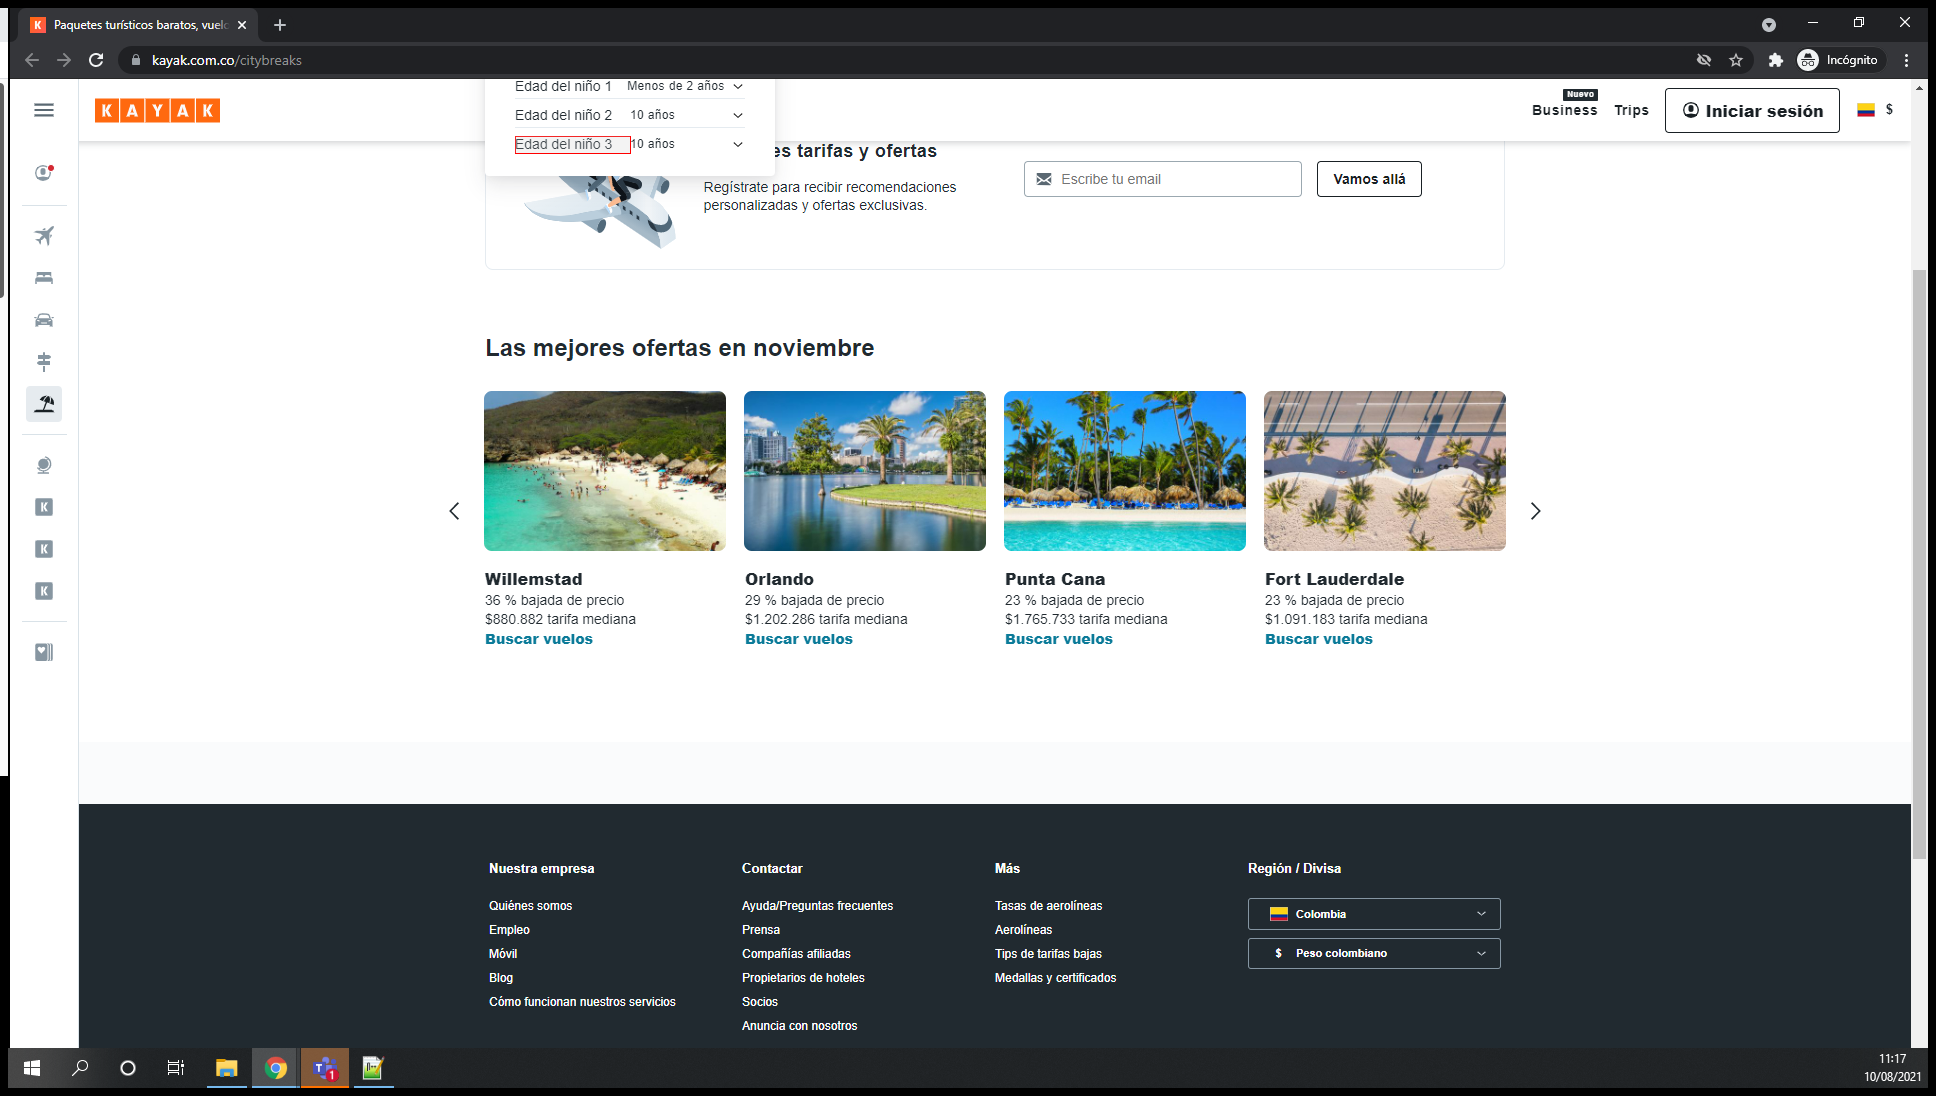 Paquetes turísticos baratos, vuelo
kayak.com.co/citybreaks
Incógnito
KAYAK
Edad del niño 1 Menos de 2 años
Edad del niño 2 10 años
Edad del niño 3 10 años
Nuevo
Business
Trips
Iniciar sesión
$
es tarifas y ofertas
Regístrate para recibir recomendaciones
personalizadas y ofertas exclusivas.
Escribe tu email
Vamos allá
Las mejores ofertas en noviembre
Willemstad
36 % bajada de precio
$880.882 tarifa mediana
Buscar vuelos
Orlando
29 % bajada de precio
$1.202.286 tarifa mediana
Buscar vuelos
Punta Cana
23 % bajada de precio
$1.765.733 tarifa mediana
Buscar vuelos
Fort Lauderdale
23 % bajada de precio
$1.091.183 tarifa mediana
Buscar vuelos
K
K
K
Nuestra empresa
Quiénes somos
Empleo
Móvil
Blog
Cómo funcionan nuestros servicios
Contactar
Ayuda/Preguntas frecuentes
Prensa
Compañías afiliadas
Propietarios de hoteles
Socios
Anuncia con nosotros
Más
Tasas de aerolíneas
Aerolíneas
Tips de tarifas bajas
Medallas y certificados
Región / Divisa
Colombia
$ Peso colombiano
1
11:17
10/08/2021